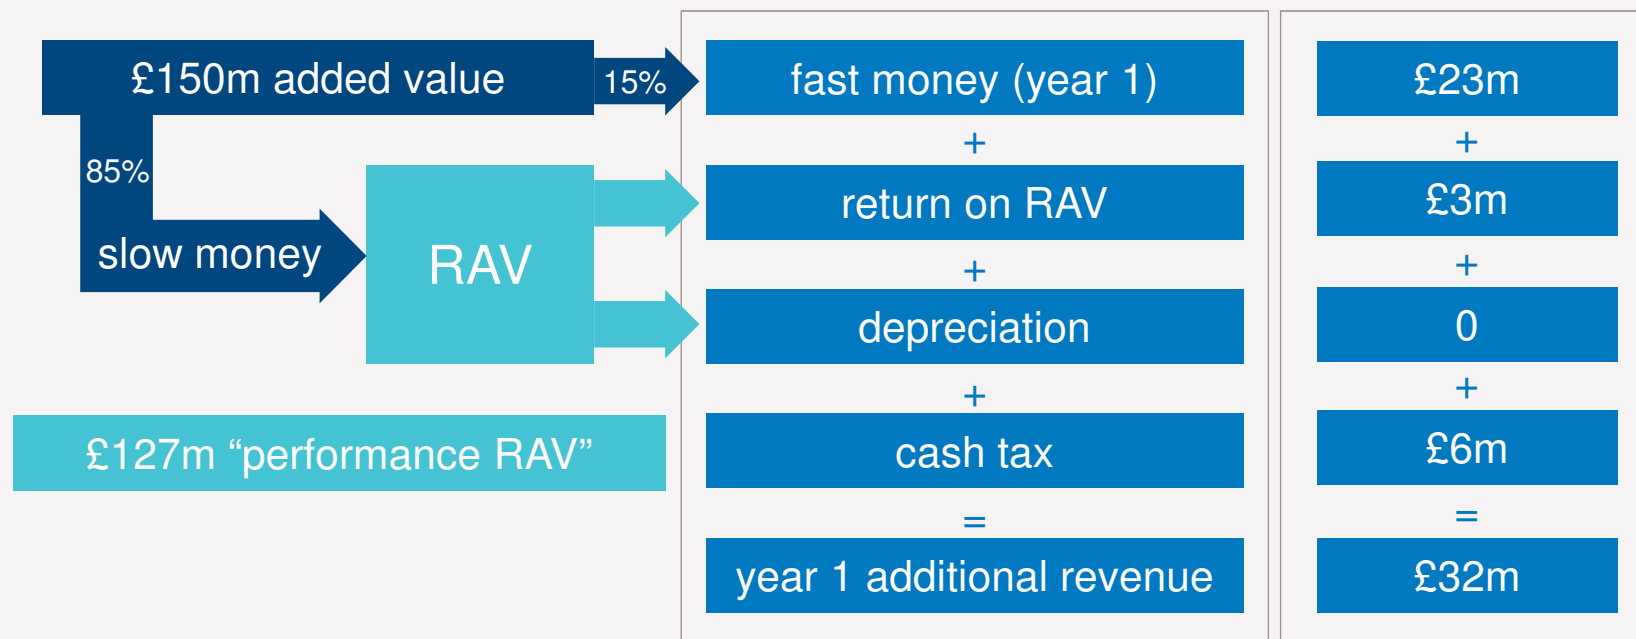 £150m added value
15%
fast money (year 1)
£23m
+
+
85%
return on RAV
£3m
slow money
RAV
+
+
depreciation
0
+
+
£127m “performance RAV”
cash tax
£6m
=
=
year 1 additional revenue
£32m